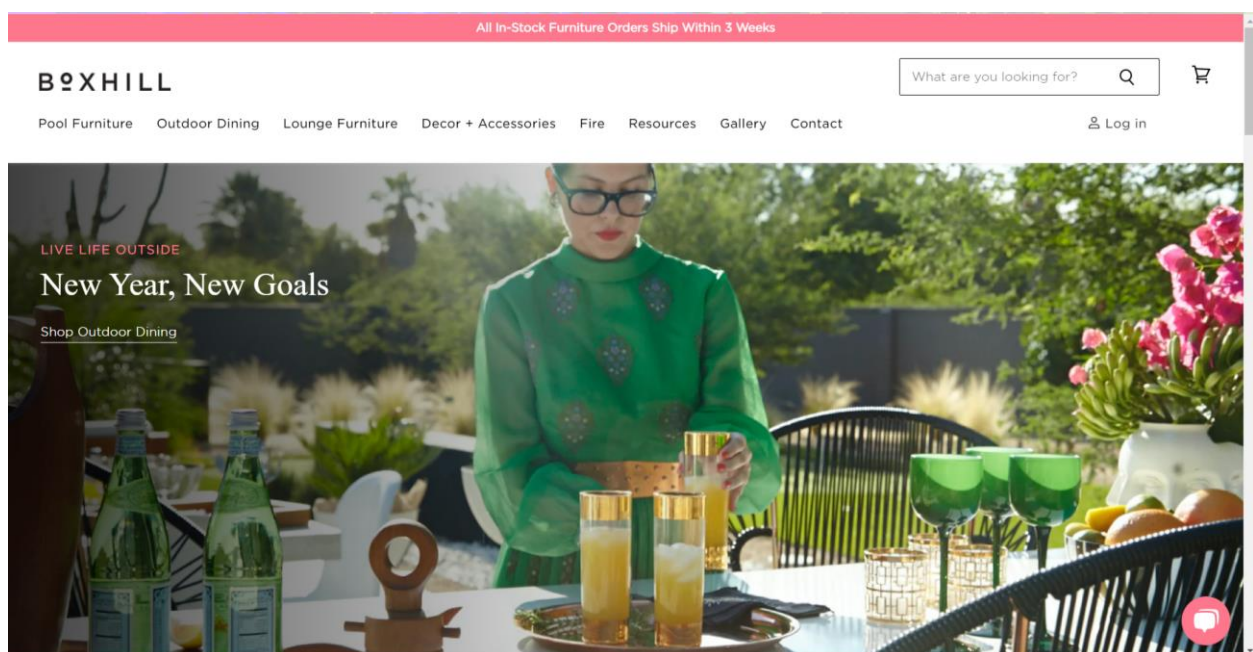 All In-Stock Furniture Orders Ship Within 3 Weeks
BOXHILL
What are you looking for?
Pool Furniture Outdoor Dining Lounge Furniture Decor + Accessories Fire Resources Gallery Contact
Log in
LIVE LIFE OUTSIDE
New Year, New Goals
Shop Outdoor Dining